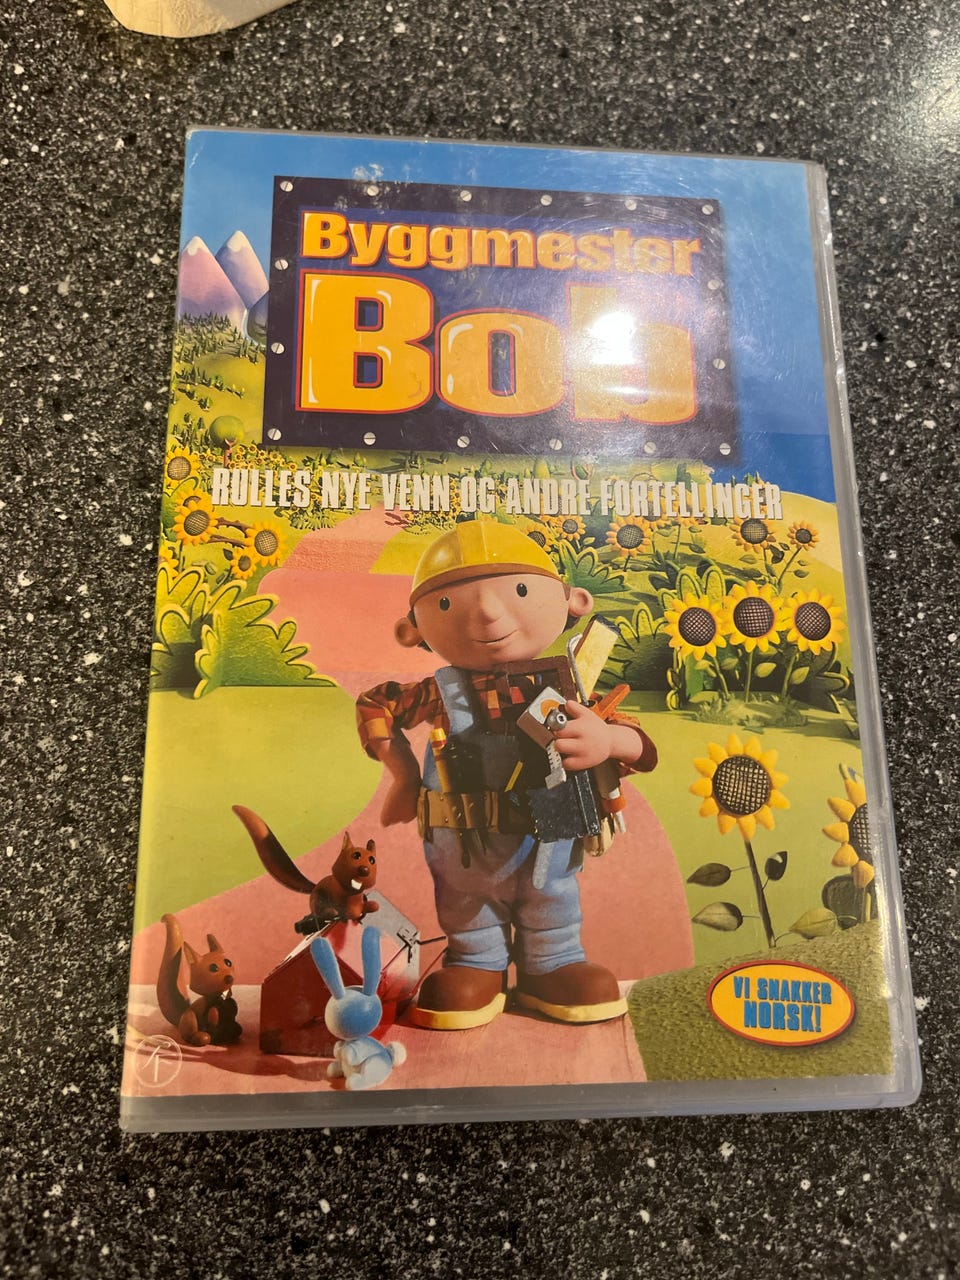 Byggmester
Bob
RULLES NYE VENN OG ANDRE FORTELLINGER
VI SNAKKER
NORSK!